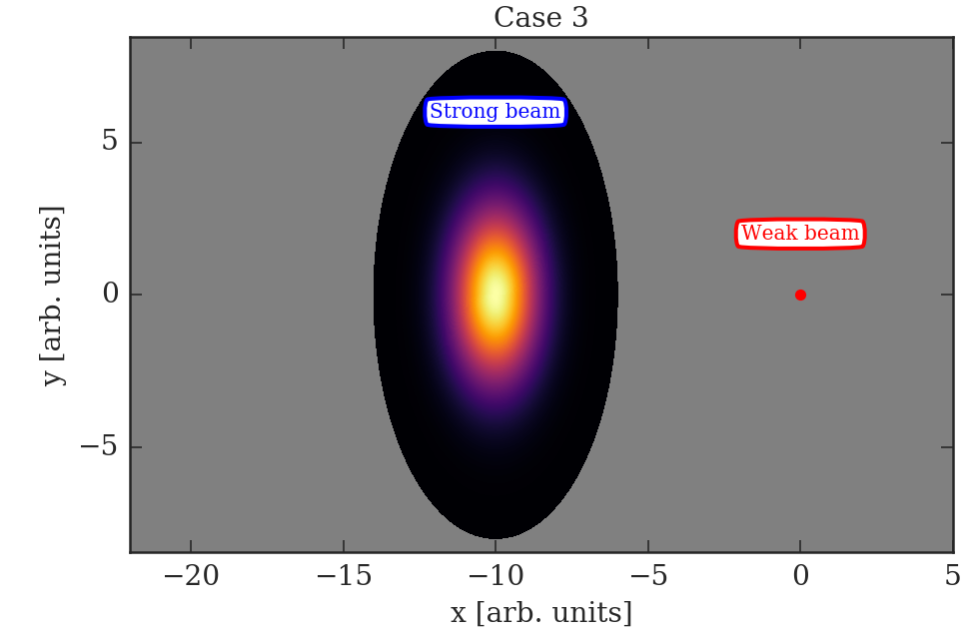 Case 3
Strong beam
Weak beam
y [arb. units]
5
0
−5
−20
−15
−10
−5
0
5
x [arb. units]